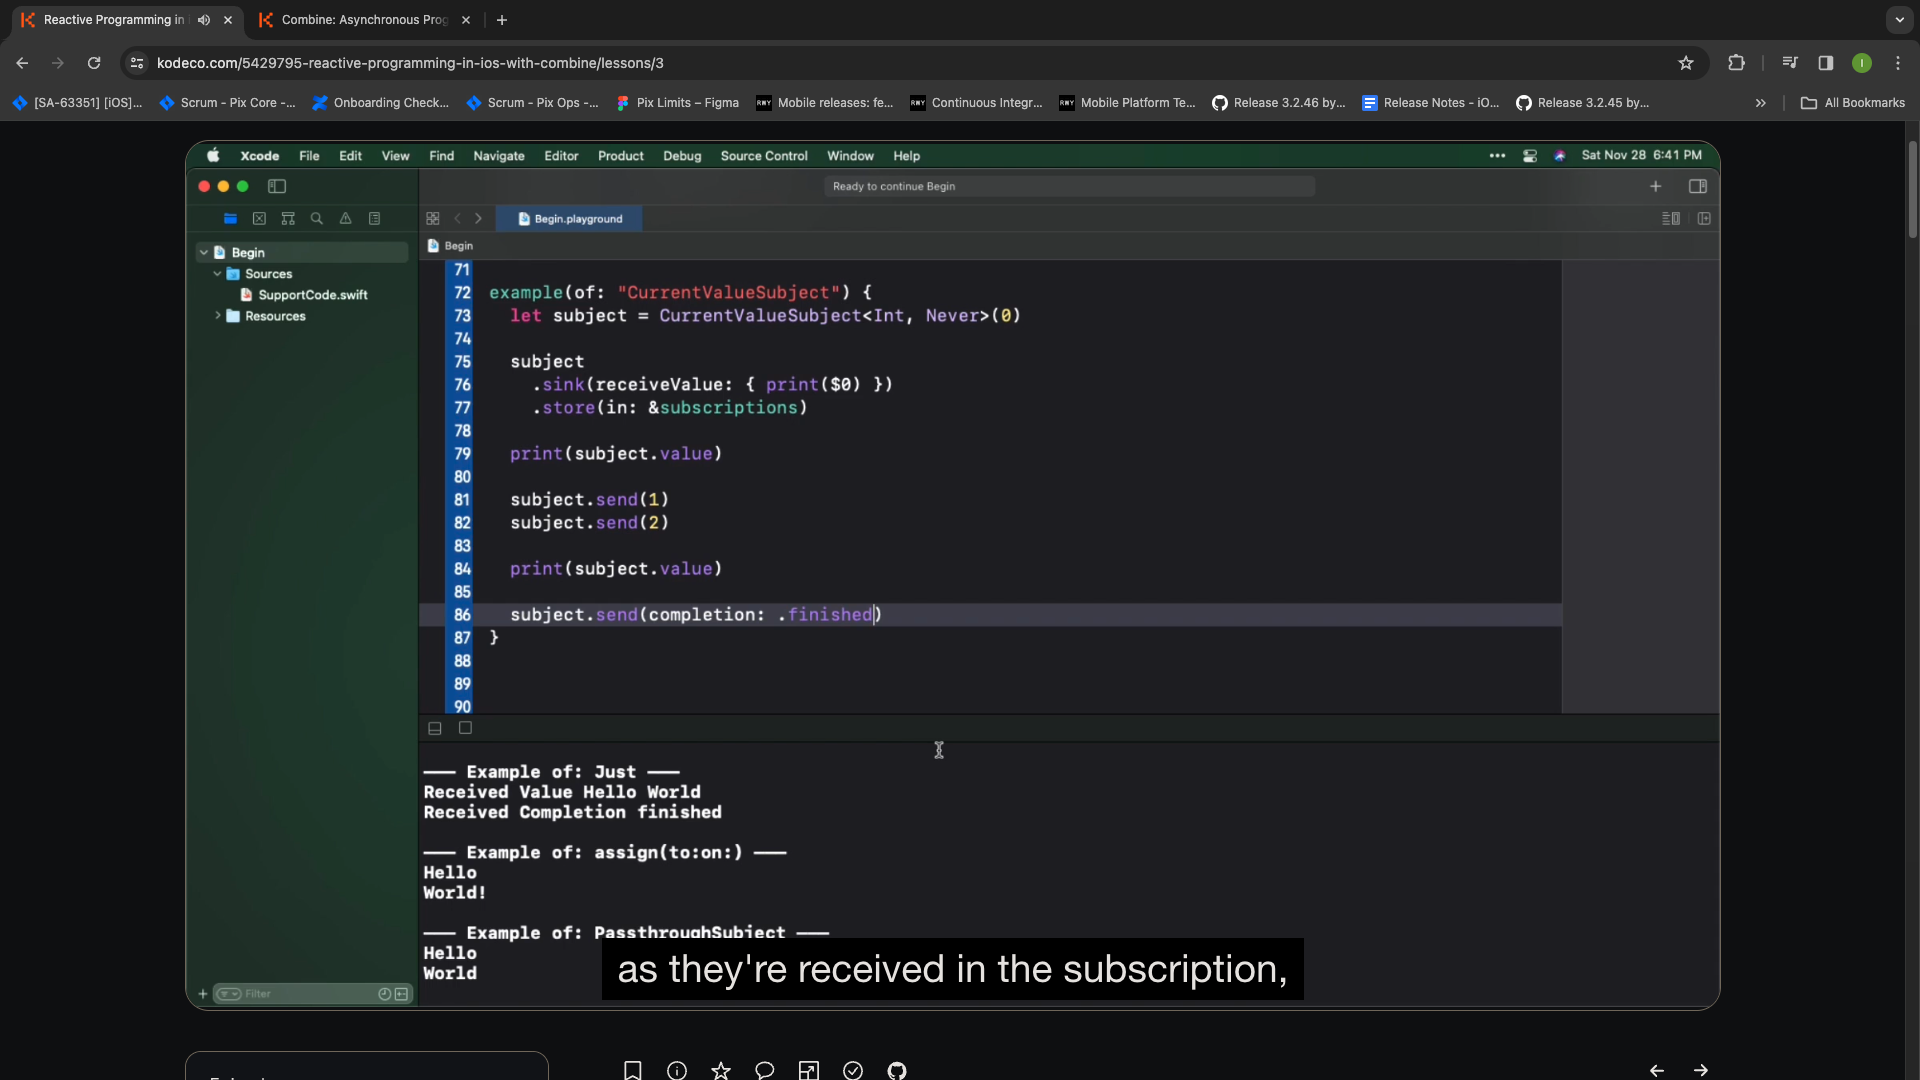 Reactive Programming in
Combine: Asynchronous Prog
kodeco.com/5429795-reactive-programming-in-ios-with-combine/lessons/3
I
[SA-63351] [iOS]...
Scrum - Pix Core -...
Onboarding Check...
Scrum - Pix Ops -...
Pix Limits – Figma
RWY Mobile releases: fe...
RWY Continuous Integr...
RWY Mobile Platform Te...
Release 3.2.46 by...
Release Notes - iO...
Release 3.2.45 by...
All Bookmarks
Xcode File Edit View Find Navigate Editor Product Debug Source Control Window Help
Sat Nov 28 6:41 PM
Ready to continue Begin
Begin.playground
Begin
Begin
Sources
SupportCode.swift
Resources
71
72 example(of: "CurrentValueSubject") {
73 let subject = CurrentValueSubject<Int, Never>(0)
74
75 subject
76 .sink(receiveValue: { print($0) })
77 .store(in: &subscriptions)
78
79 print(subject.value)
80
81 subject.send(1)
82 subject.send(2)
83
84 print(subject.value)
85
86 subject.send(completion: .finished)
87 }
88
89
90
——— Example of: Just ———
Received Value Hello World
Received Completion finished
——— Example of: assign(to:on:) ———
Hello
World!
——— Example of: PassthroughSubject ———
Hello
World
as they're received in the subscription,
Filter